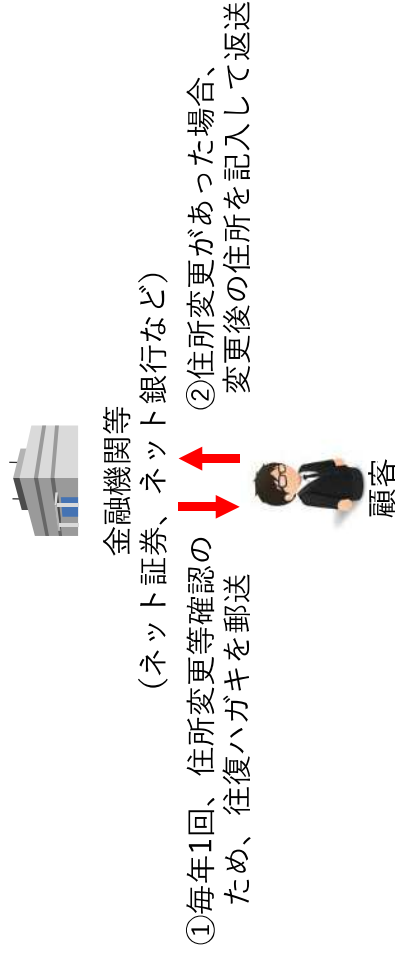 金融機関等
(ネット証券、ネット銀行など)
①毎年1回、住所変更等確認の
ため、往復ハガキを郵送
②住所変更があった場合、
変更後の住所を記入して返送
顧客